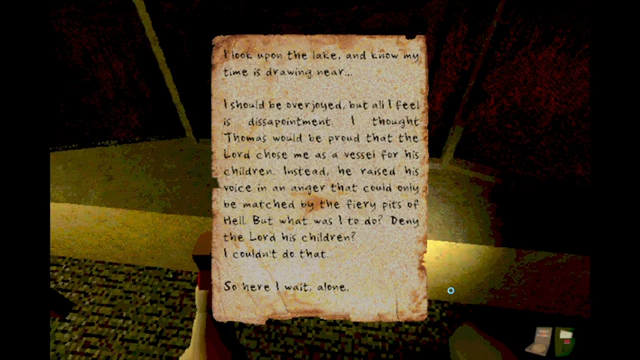 I look upon the lake, and know my
time is drawing near...
I should be overjoyed, but all I feel
is dissapointment. I thought
Thomas would be proud that the
Lord chose me as a vessel for his
children. Instead, he raised his
voice in an anger that could only
be matched by the fiery pits of
Hell. But what was I to do? Deny
the Lord his children?
I couldn't do that.
So here I wait, alone.